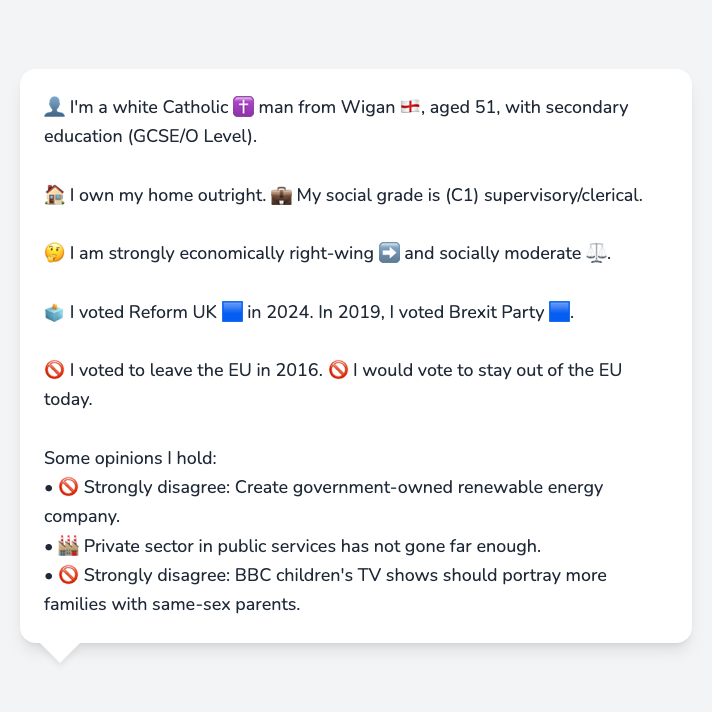 👤 I'm a white Catholic ✝️ man from Wigan 🏴󠁧󠁢󠁥󠁮󠁧󠁿, aged 51, with secondary
education (GCSE/O Level).
🏠 I own my home outright. 💼 My social grade is (C1) supervisory/clerical.
🤔 I am strongly economically right-wing ➡️ and socially moderate ⚖️.
🗳️ I voted Reform UK 🟦 in 2024. In 2019, I voted Brexit Party 🟦.
🚫 I voted to leave the EU in 2016. 🚫 I would vote to stay out of the EU
today.
Some opinions I hold:
• 🚫 Strongly disagree: Create government-owned renewable energy
company.
• 🏭 Private sector in public services has not gone far enough.
• 🚫 Strongly disagree: BBC children's TV shows should portray more
families with same-sex parents.